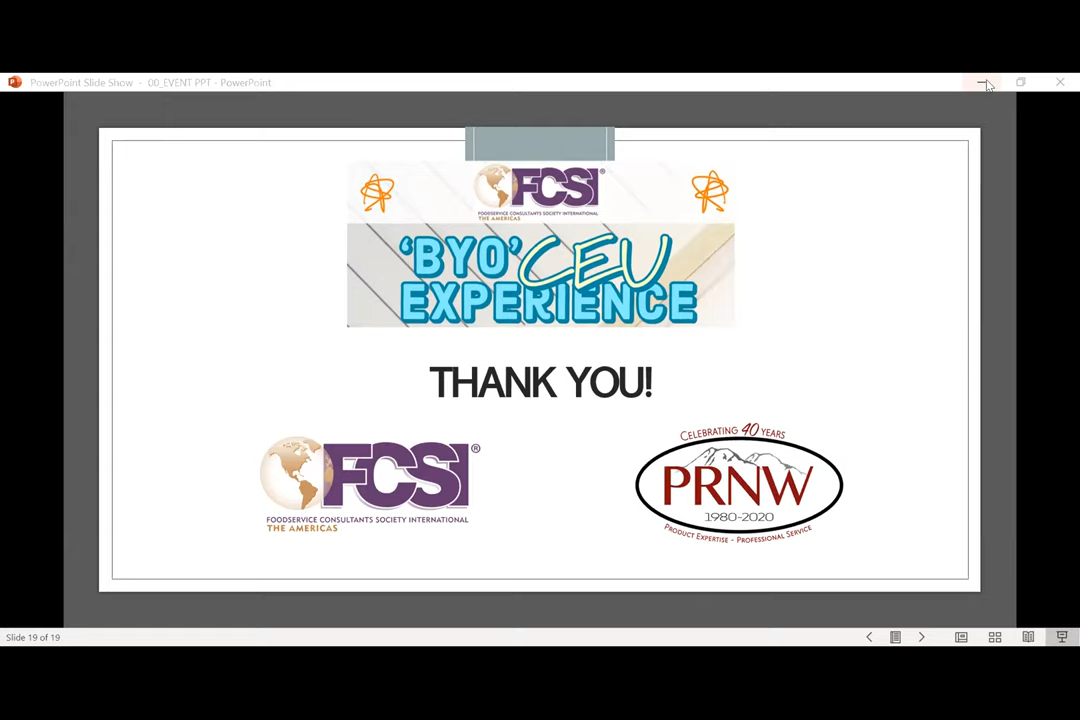 PowerPoint Slide Show - 00_EVENT PPT - PowerPoint
FCSI®
FOODSERVICE CONSULTANTS SOCIETY INTERNATIONAL
THE AMERICAS
‘BYO’ CEU
EXPERIENCE
THANK YOU!
FCSI®
FOODSERVICE CONSULTANTS SOCIETY INTERNATIONAL
THE AMERICAS
CELEBRATING 40 YEARS
PRNW
1980-2020
PRODUCT EXPERTISE - PROFESSIONAL SERVICE
Slide 19 of 19